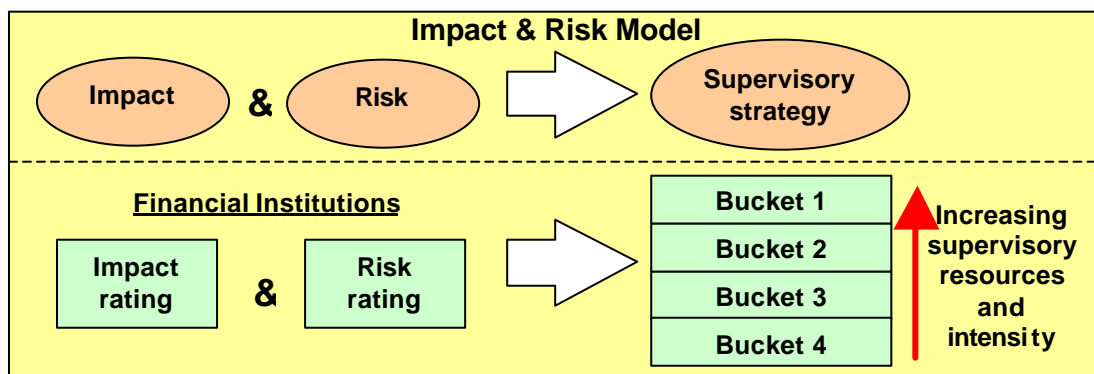 Impact & Risk Model
Impact
&
Risk
Supervisory
strategy
Financial Institutions
Impact
rating
&
Risk
rating
Bucket 1
Bucket 2
Bucket 3
Bucket 4
Increasing
supervisory
resources
and
intensity